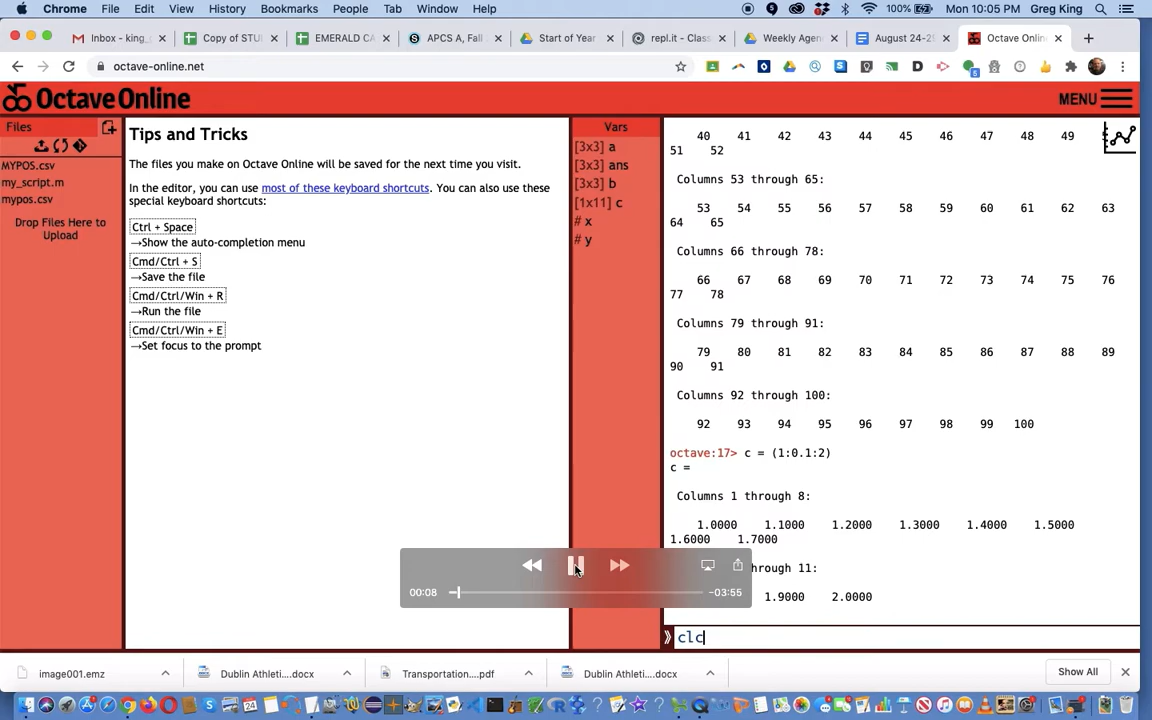 Chrome File Edit View History Bookmarks People Tab Window Help 100% Mon 10:05 PM Greg King
Inbox - king_s Copy of STU EMERALD CA APCS A, Fall Start of Year repl.it - Class Weekly Agen August 24-25 Octave Onlin
octave-online.net
Octave Online MENU
Files
MYPOS.csv
my_script.m
mypos.csv
Drop Files Here to
Upload
Tips and Tricks
The files you make on Octave Online will be saved for the next time you visit.
In the editor, you can use most of these keyboard shortcuts. You can also use these
special keyboard shortcuts:
Ctrl + Space
→Show the auto-completion menu
Cmd/Ctrl + S
→Save the file
Cmd/Ctrl/Win + R
→Run the file
Cmd/Ctrl/Win + E
→Set focus to the prompt
Vars
[3x3] a
[3x3] ans
[3x3] b
[1x11] c
# x
# y
40 41 42 43 44 45 46 47 48 49
51 52
Columns 53 through 65:
53 54 55 56 57 58 59 60 61 62 63
64 65
Columns 66 through 78:
66 67 68 69 70 71 72 73 74 75 76
77 78
Columns 79 through 91:
79 80 81 82 83 84 85 86 87 88 89
90 91
Columns 92 through 100:
92 93 94 95 96 97 98 99 100
octave:17> c = (1:0.1:2)
c =
Columns 1 through 8:
1.0000 1.1000 1.2000 1.3000 1.4000 1.5000
1.6000 1.7000
hrough 11:
1.9000 2.0000
» clc
00:08 -03:55
image001.emz Dublin Athleti....docx Transportation....pdf Dublin Athleti....docx Show All